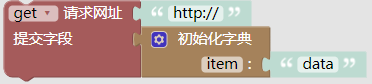 get 请求网址 “ http:// ”
提交字段 初始化字典
item : “ data ”